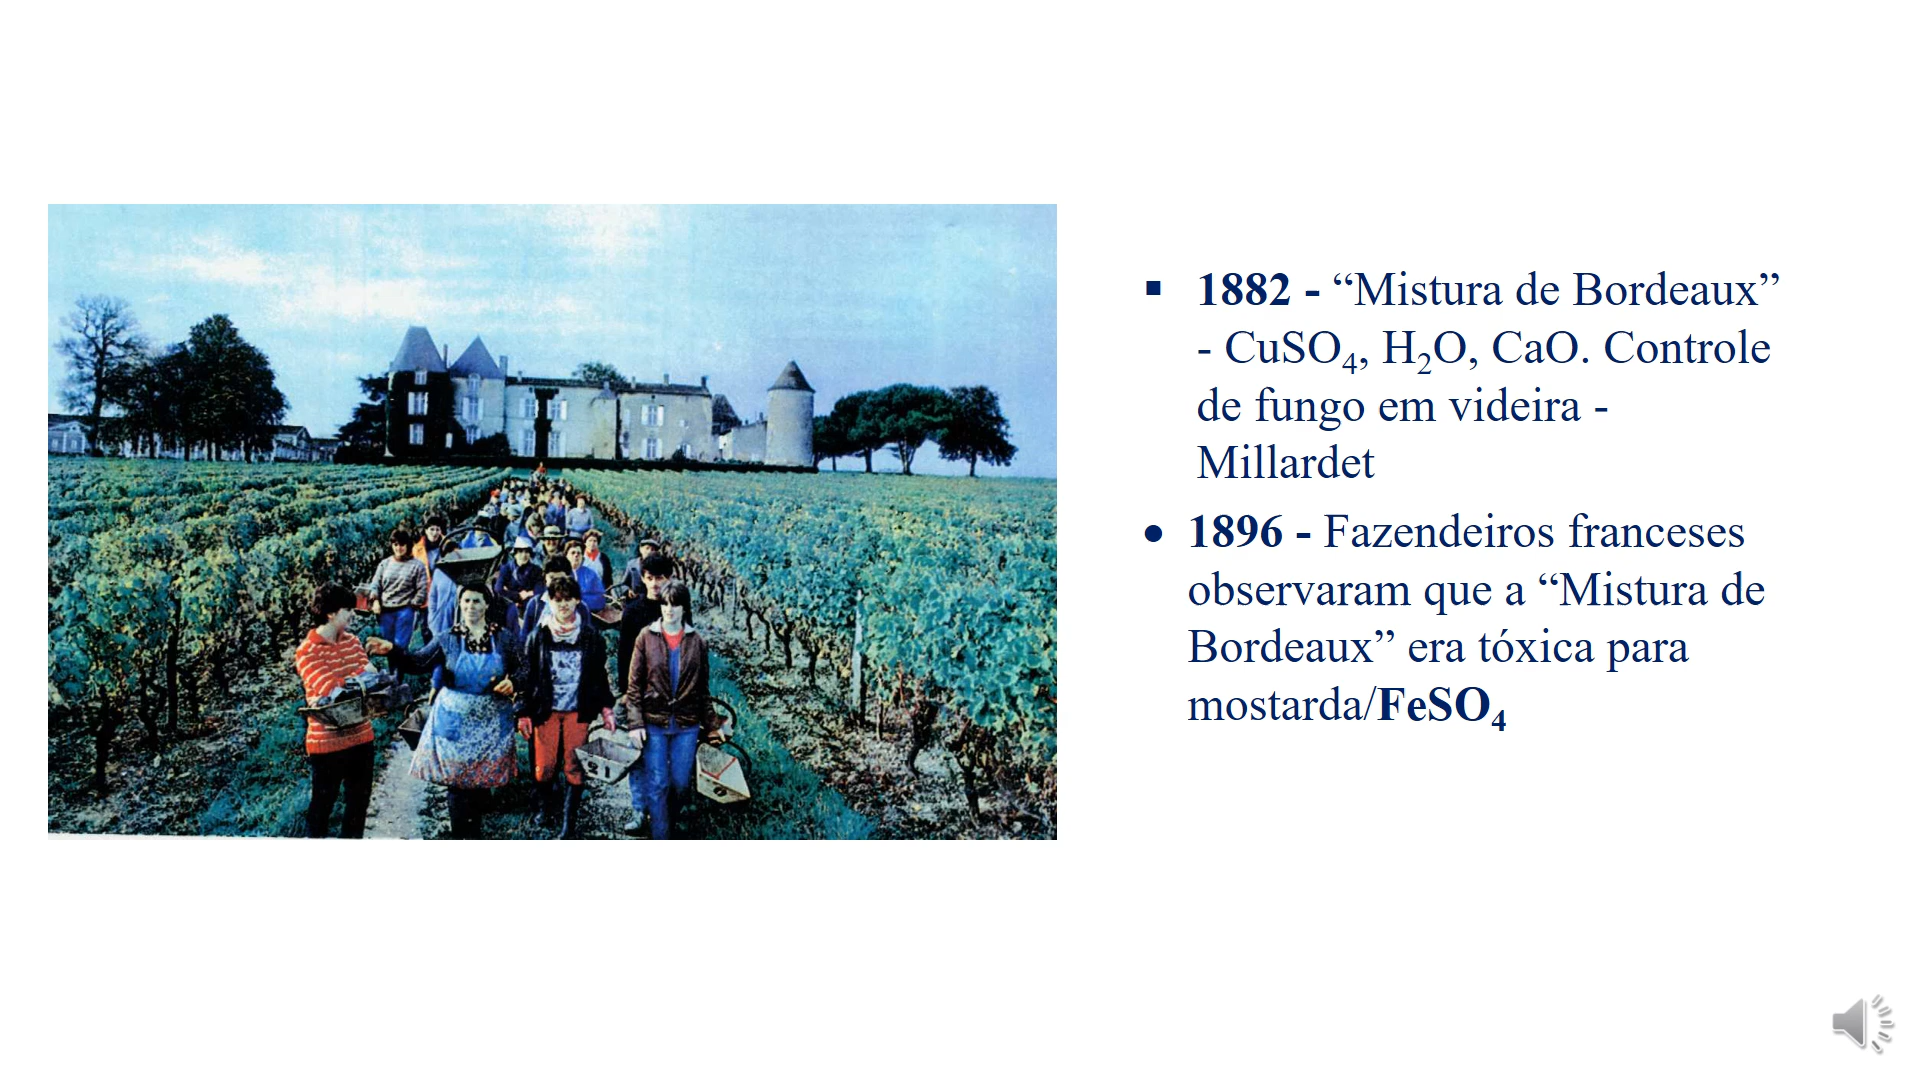 ▪ 1882 - “Mistura de Bordeaux”
- CuSO₄, H₂O, CaO. Controle
de fungo em videira -
Millardet
• 1896 - Fazendeiros franceses
observaram que a “Mistura de
Bordeaux” era tóxica para
mostarda/FeSO₄
21